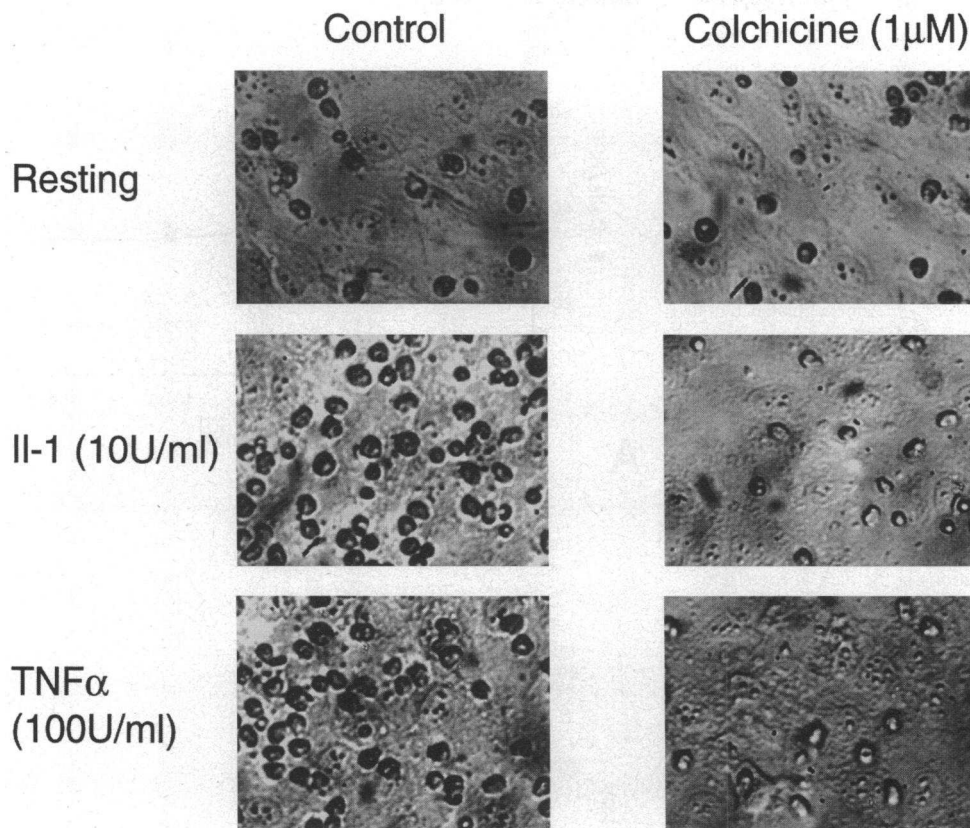 Control
Colchicine (1μM)
Resting
Il-1 (10U/ml)
TNFα
(100U/ml)